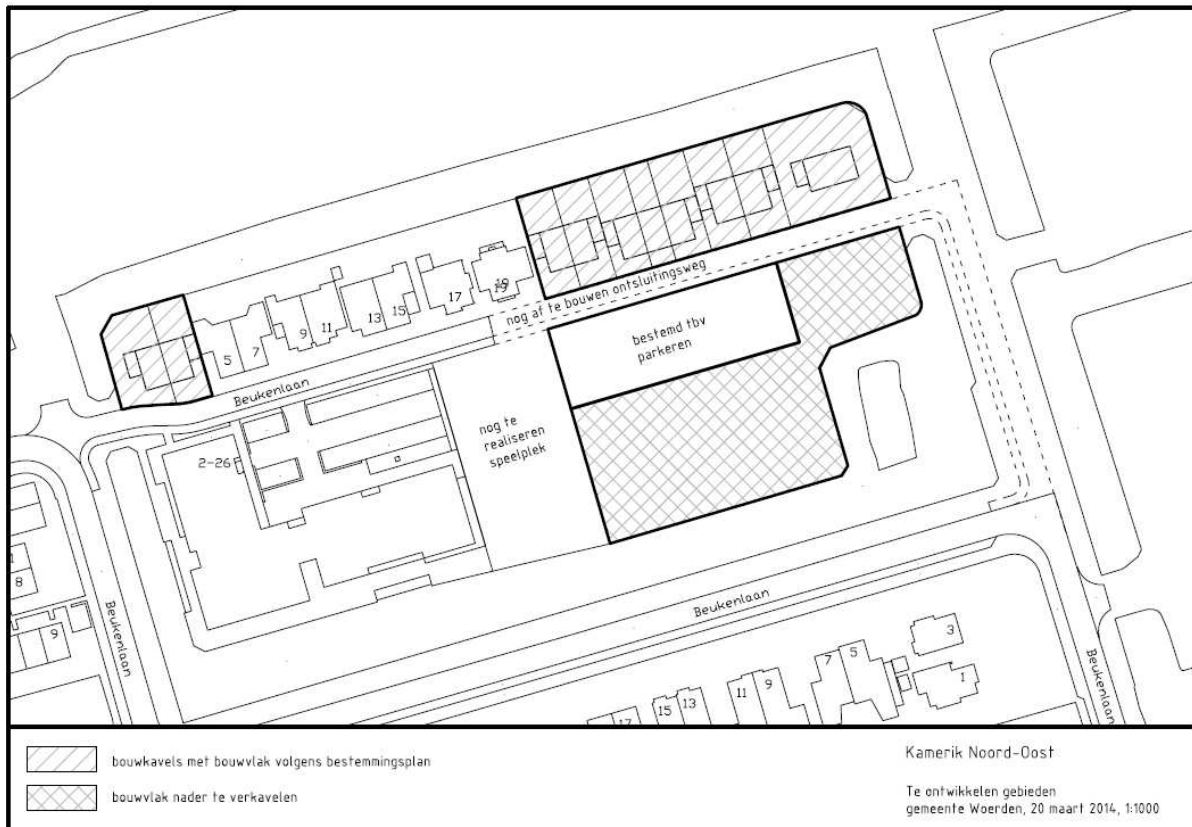 nog af te bouwen ontsluitingsweg
bestemd tbv
parkeren
17
19
13
15
9
11
5
7
Beukenlaan
nog te
realiseren
speelplek
2-26
8
9
Beukenlaan
Beukenlaan
3
1
7
5
11
9
15
13
17
Beukenlaan
bouwkavels met bouwvlak volgens bestemmingsplan
bouwvlak nader te verkavelen
Kamerik Noord-Oost
Te ontwikkelen gebieden
gemeente Woerden, 20 maart 2014, 1:1000